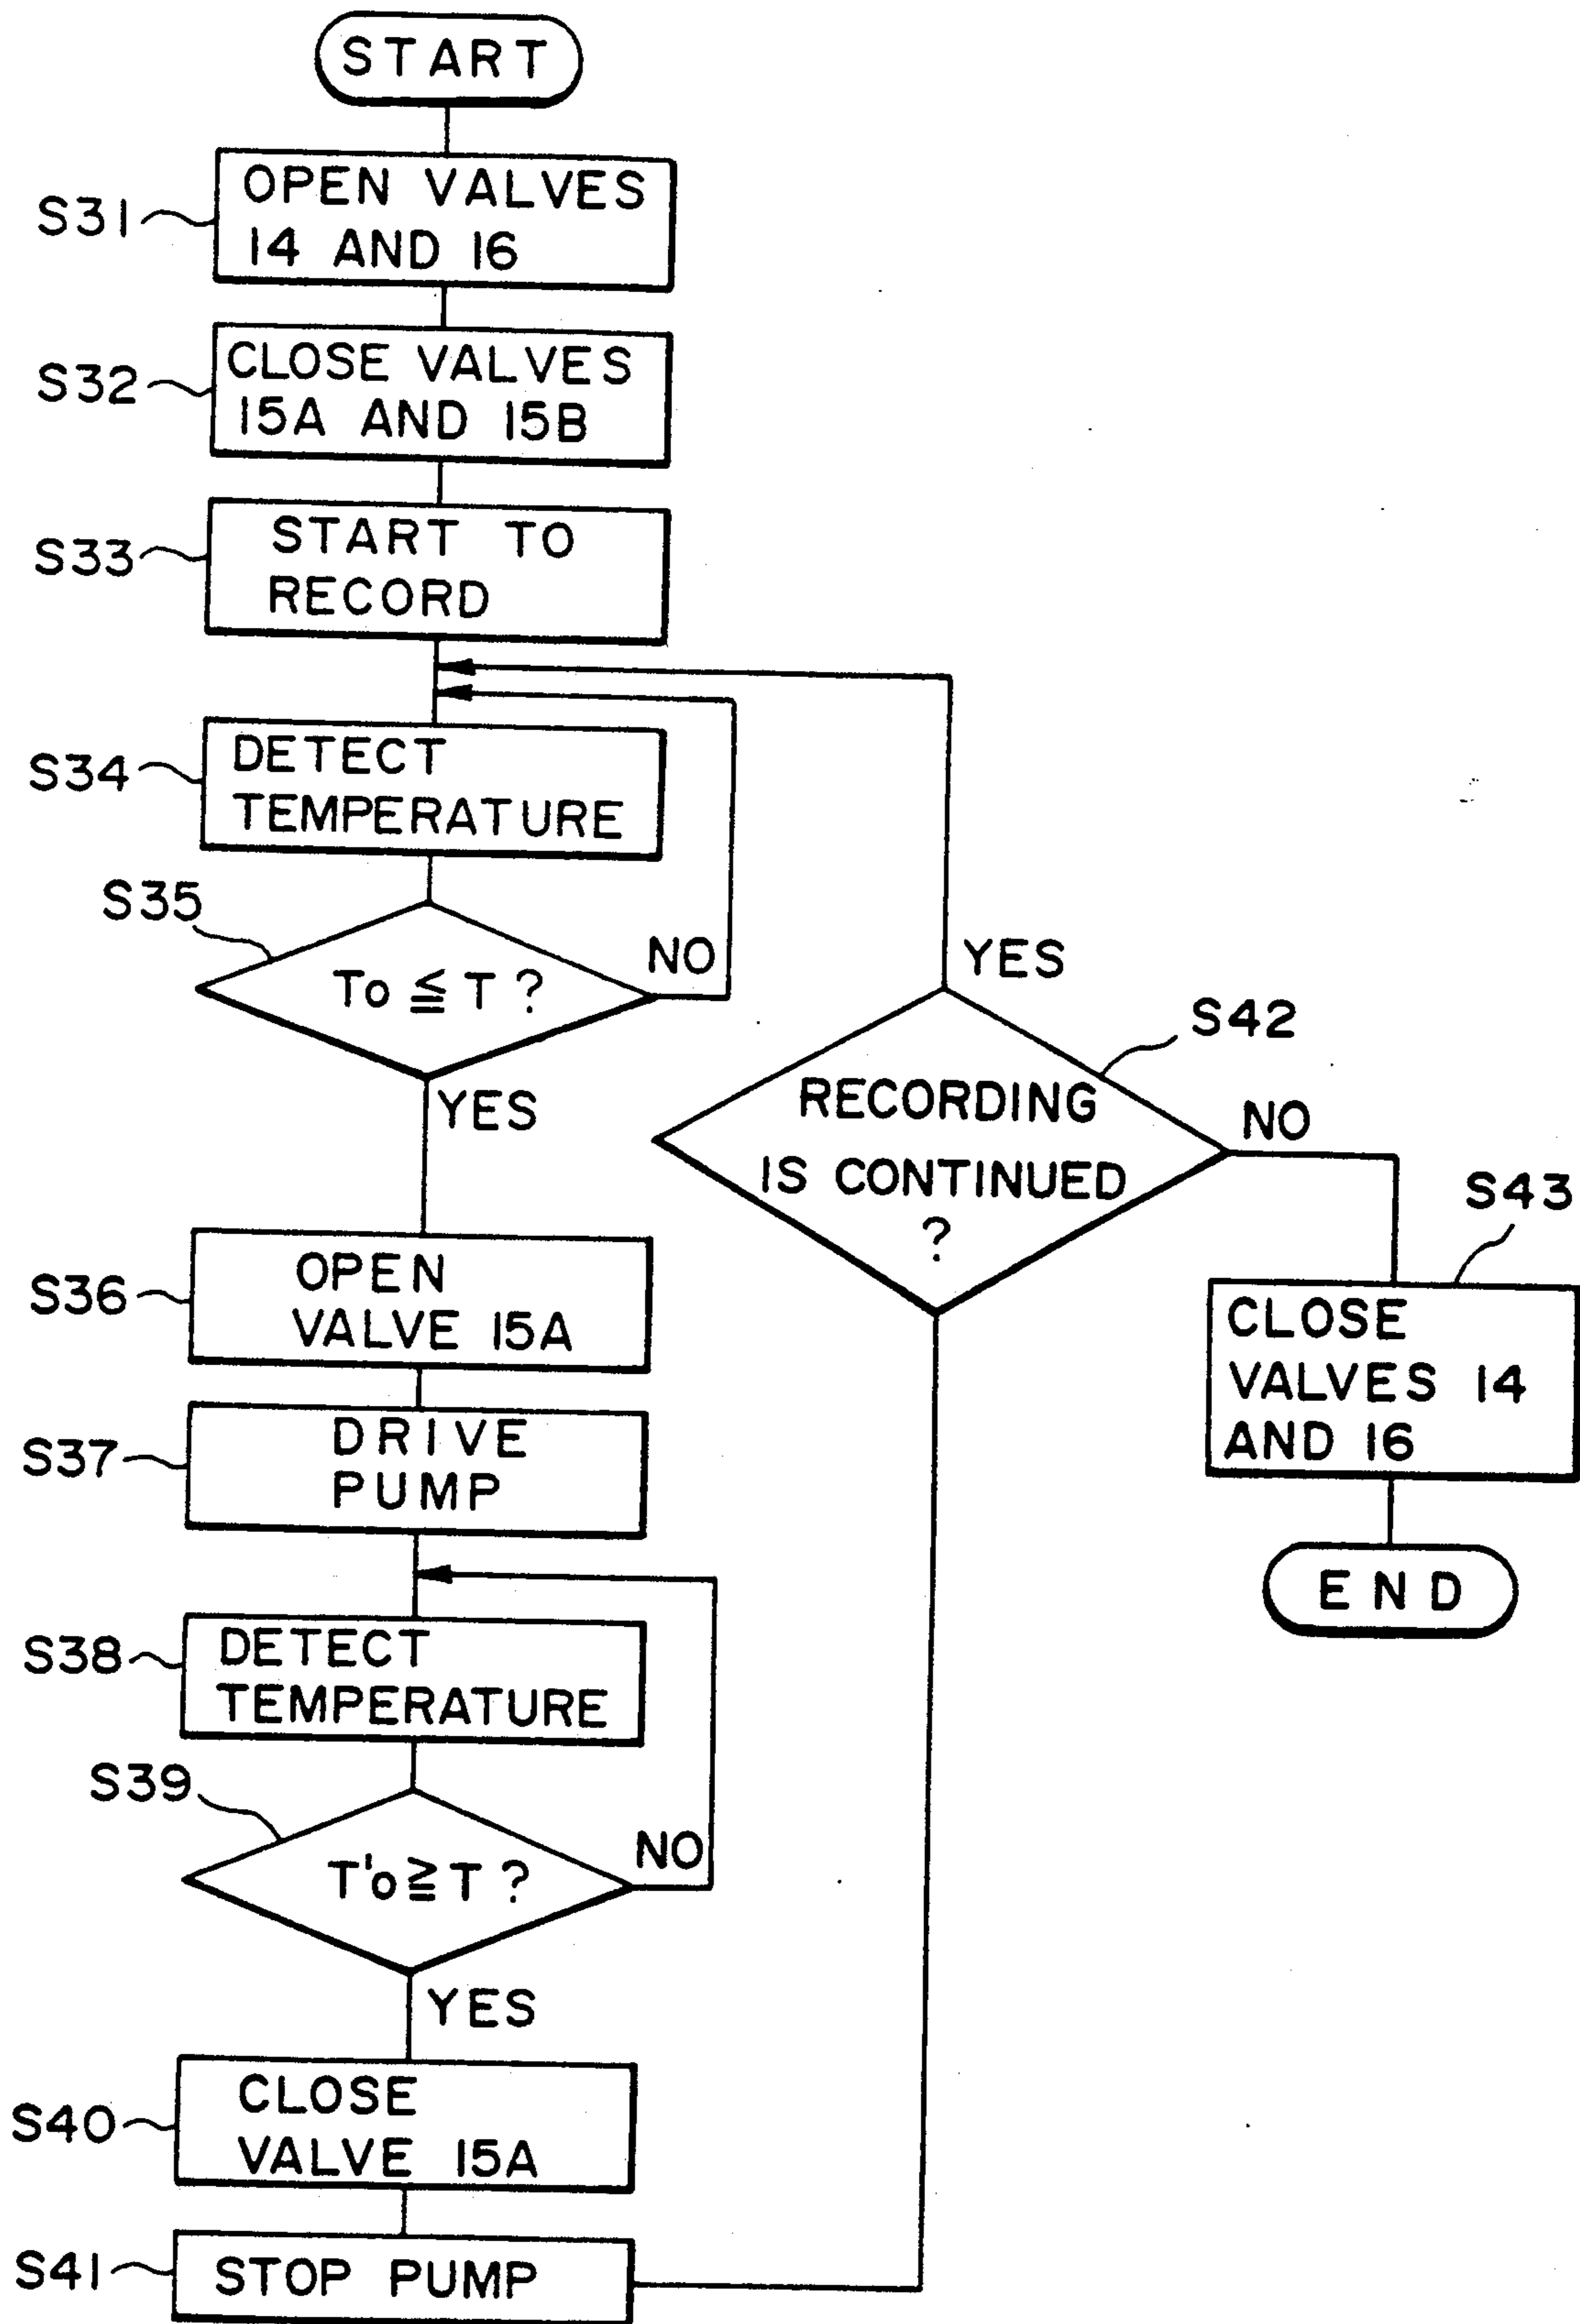 START
S31
OPEN VALVES
14 AND 16
S32
CLOSE VALVES
15A AND 15B
S33
START TO
RECORD
S34
DETECT
TEMPERATURE
S35
To ≦ T ?
NO
YES
S36
OPEN
VALVE 15A
S37
DRIVE
PUMP
S38
DETECT
TEMPERATURE
S39
T'o ≧ T ?
NO
YES
S40
CLOSE
VALVE 15A
S41
STOP PUMP
YES
S42
RECORDING
IS CONTINUED
?
NO
S43
CLOSE
VALVES 14
AND 16
END